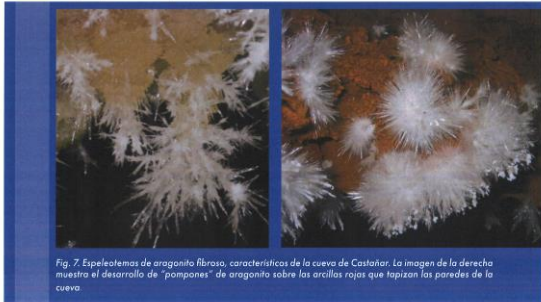 Fig. 7. Espeleotemas de aragonito fibroso, característicos de la cueva de Castañar. La imagen de la derecha
muestra el desarrollo de "pompones" de aragonito sobre las arcillas rojas que tapizan las paredes de la
cueva.